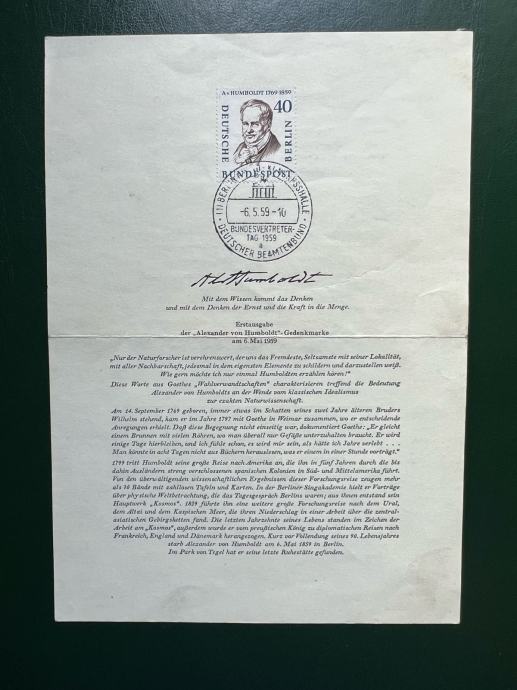 A v HUMBOLDT 1769·1859
40
DEUTSCHE
BERLIN
BUNDESPOST
(1) BERLIN
-6.5.59-10
BUNDESVERTRETER-
TAG 1959
a
DEUTSCHER BEAMTENBUND
AlHumboldt
Mit dem Wissen kommt das Denken
und mit dem Denken der Ernst und die Kraft in die Menge.
Erstausgabe
der „Alexander von Humboldt“-Gedenkmarke
am 6. Mai 1959
„Nur der Naturforscher ist verehrenswert, der uns das Fremdeste, Seltsamste mit seiner Lokalität,
mit aller Nachbarschaft, jedesmal in dem eigensten Elemente zu schildern und darzustellen weiß.
Wie gern möchte ich nur einmal Humboldten erzählen hören!“
Diese Worte aus Goethes „Wahlverwandtschaften“ charakterisieren treffend die Bedeutung
Alexander von Humboldts an der Wende vom klassischen Idealismus
zur exakten Naturwissenschaft.
Am 14. September 1769 geboren, immer etwas im Schatten seines zwei Jahre älteren Bruders
Wilhelm stehend, kam er im Jahre 1797 mit Goethe in Weimar zusammen, wo er entscheidende
Anregungen erhielt. Daß diese Begegnung nicht einseitig war, dokumentiert Goethe: „Er gleicht
einem Brunnen mit vielen Röhren, wo man überall nur Gefäße unterzuhalten braucht. Er wird
einige Tage hierbleiben, und ich fühle schon, es wird mir sein, als hätte ich Jahre verlebt . . .
Man könnte in acht Tagen nicht aus Büchern herauslesen, was er einem in einer Stunde vorträgt.“
1799 tritt Humboldt seine große Reise nach Amerika an, die ihn in fünf Jahren durch die bis
dahin Ausländern streng verschlossenen spanischen Kolonien in Süd- und Mittelamerika führt.
Von den überwältigenden wissenschaftlichen Ergebnissen dieser Forschungsreise zeugen mehr
als 30 Bände mit zahllosen Tafeln und Karten. In der Berliner Singakademie hielt er Vorträge
über physische Weltbetrachtung, die das Tagesgespräch Berlins waren; aus ihnen entstand sein
Hauptwerk „Kosmos“. 1829 führte ihn eine weitere große Forschungsreise nach dem Ural,
dem Altai und dem Kaspischen Meer, die ihren Niederschlag in einer Arbeit über die zentral-
asiatischen Gebirgsketten fand. Die letzten Jahrzehnte seines Lebens standen im Zeichen der
Arbeit am „Kosmos“, außerdem wurde er vom preußischen König zu diplomatischen Reisen nach
Frankreich, England und Dänemark herangezogen. Kurz vor Vollendung seines 90. Lebensjahres
starb Alexander von Humboldt am 6. Mai 1859 in Berlin.
Im Park von Tegel hat er seine letzte Ruhestätte gefunden.